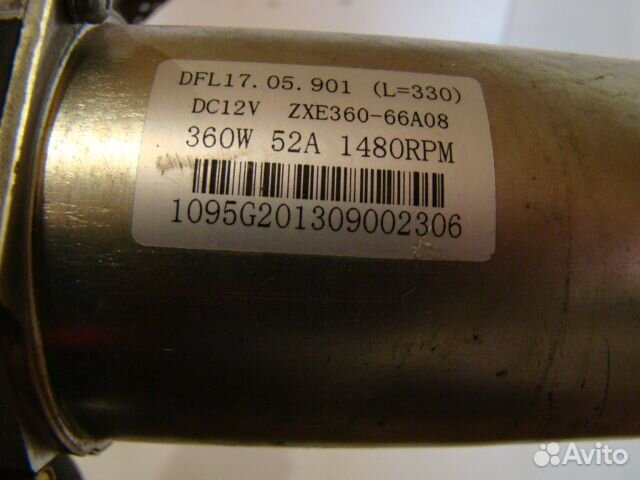 DFL17.05.901 (L=330)
DC12V ZXE360-66A08
360W 52A 1480RPM
1095G201309002306
Avito